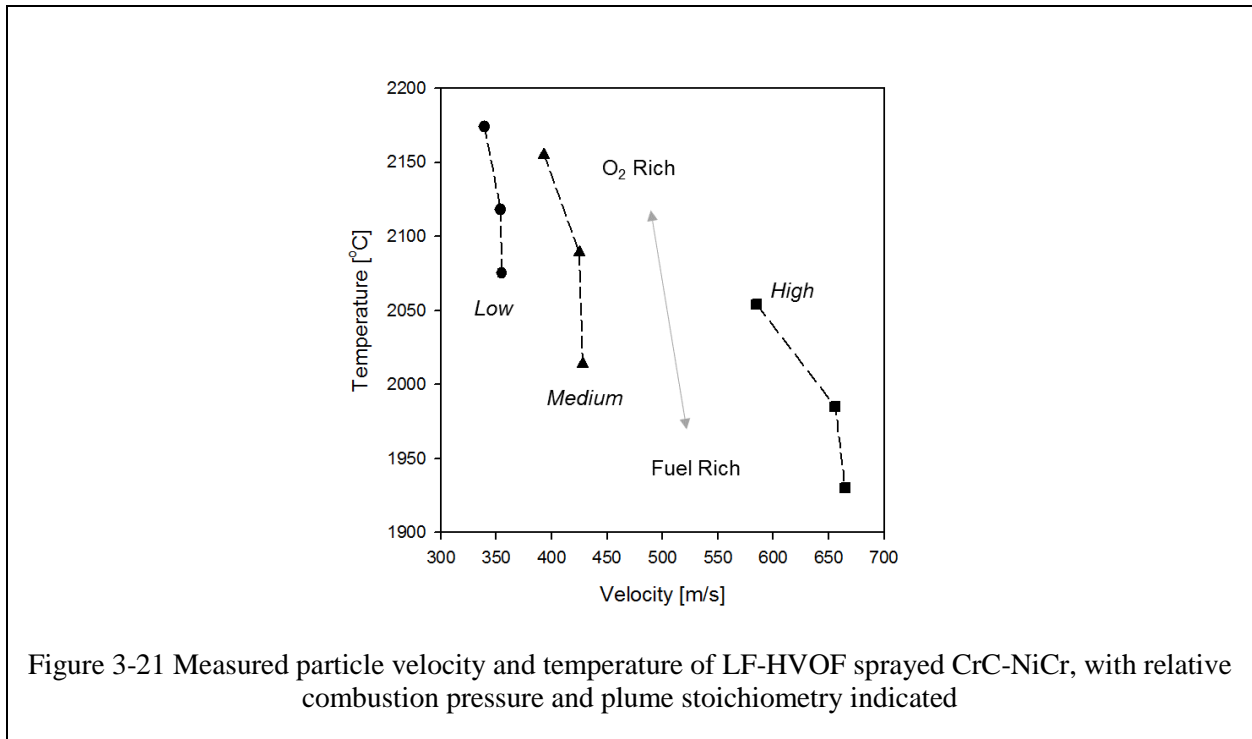 2200
2150
2100
2050
2000
1950
1900
Temperature [°C]
O₂ Rich
Low
Medium
High
Fuel Rich
300 350 400 450 500 550 600 650 700
Velocity [m/s]
Figure 3-21 Measured particle velocity and temperature of LF-HVOF sprayed CrC-NiCr, with relative
combustion pressure and plume stoichiometry indicated